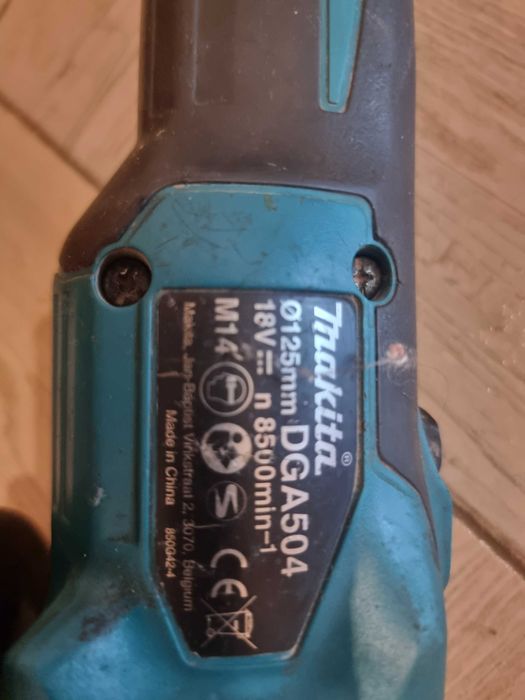 makita®
Ø125mm DGA504
18V n 8500min-1
M14
CE
Makita, Jan-Baptist Vinkstraat 2, 3070, Belgium
Made in China 850G42-4